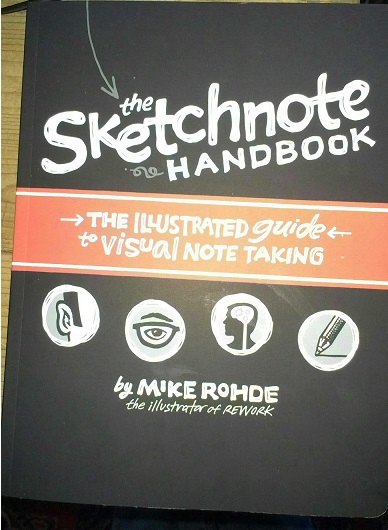 the
Sketchnote
HANDBOOK
THE ILLUSTRATED guide
to VISUAL NOTE TAKING
by MIKE ROHDE
the illustrator of REWORK